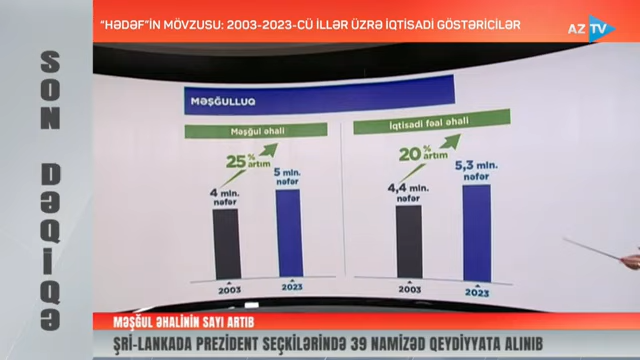 "HƏDƏF"İN MÖVZUSU: 2003-2023-CÜ İLLƏR ÜZRƏ İQTİSADİ GÖSTƏRİCİLƏR
AZTV
SON DƏQİQƏ
MƏŞĞULLUQ
Məşğul əhali
25% artım
4 mln. nəfər
5 mln. nəfər
2003
2023
İqtisadi fəal əhali
20% artım
4,4 mln. nəfər
5,3 mln. nəfər
2003
2023
MƏŞĞUL ƏHALİNİN SAYI ARTIB
ŞRİ-LANKADA PREZİDENT SEÇKİLƏRİNDƏ 39 NAMİZƏD QEYDİYYATA ALINIB